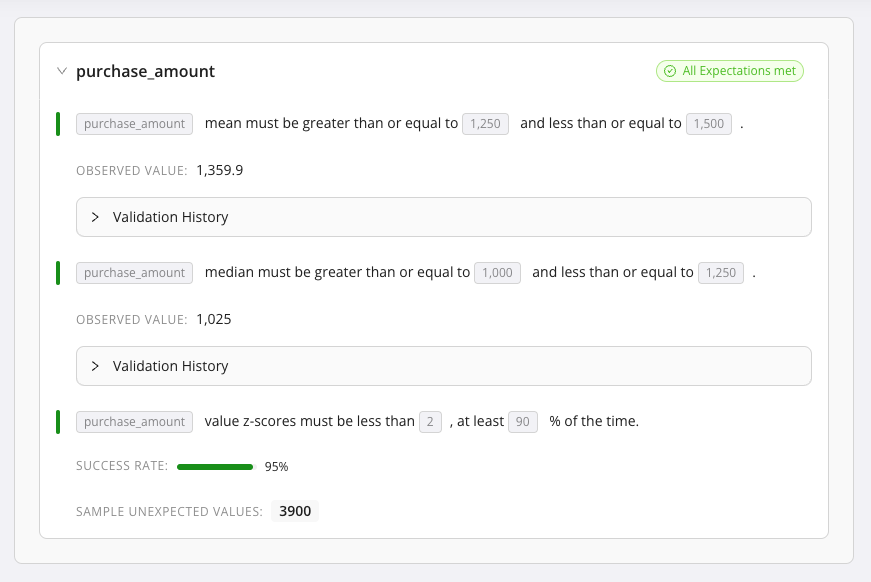 purchase_amount All Expectations met
purchase_amount mean must be greater than or equal to 1,250 and less than or equal to 1,500 .
OBSERVED VALUE: 1,359.9
Validation History
purchase_amount median must be greater than or equal to 1,000 and less than or equal to 1,250 .
OBSERVED VALUE: 1,025
Validation History
purchase_amount value z-scores must be less than 2 , at least 90 % of the time.
SUCCESS RATE: 95%
SAMPLE UNEXPECTED VALUES: 3900